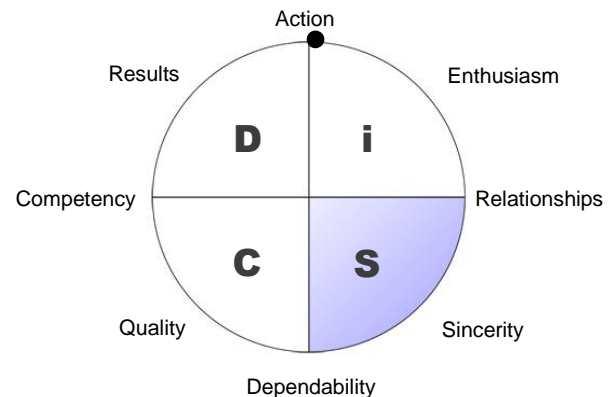 Action
Results
Enthusiasm
D
i
Competency
Relationships
C
S
Quality
Sincerity
Dependability